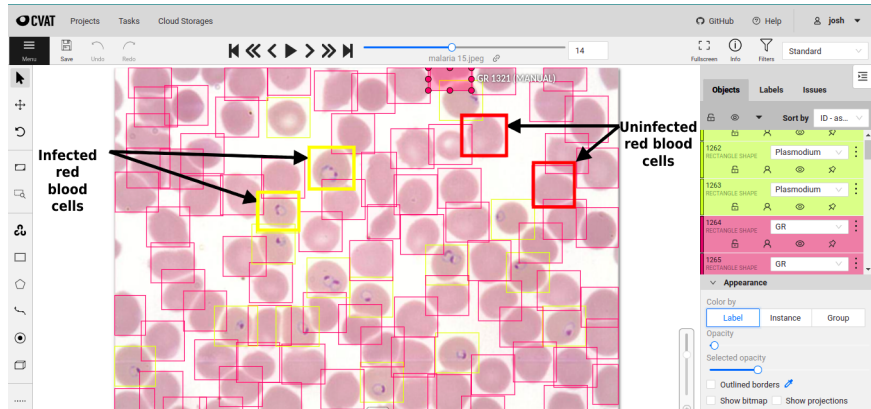 CVAT
Projects
Tasks
Cloud Storages
GitHub
Help
josh
Menu
Save
Undo
Redo
malaria 15.jpeg
14
Fullscreen
Info
Filters
Standard
GR 1321 (MANUAL)
Infected
red
blood
cells
Uninfected
red blood
cells
Objects
Labels
Issues
Sort by
ID - as...
1262
RECTANGLE SHAPE
Plasmodium
1263
RECTANGLE SHAPE
Plasmodium
1264
RECTANGLE SHAPE
GR
1265
RECTANGLE SHAPE
GR
Appearance
Color by
Label
Instance
Group
Opacity
Selected opacity
Outlined borders
Show bitmap
Show projections